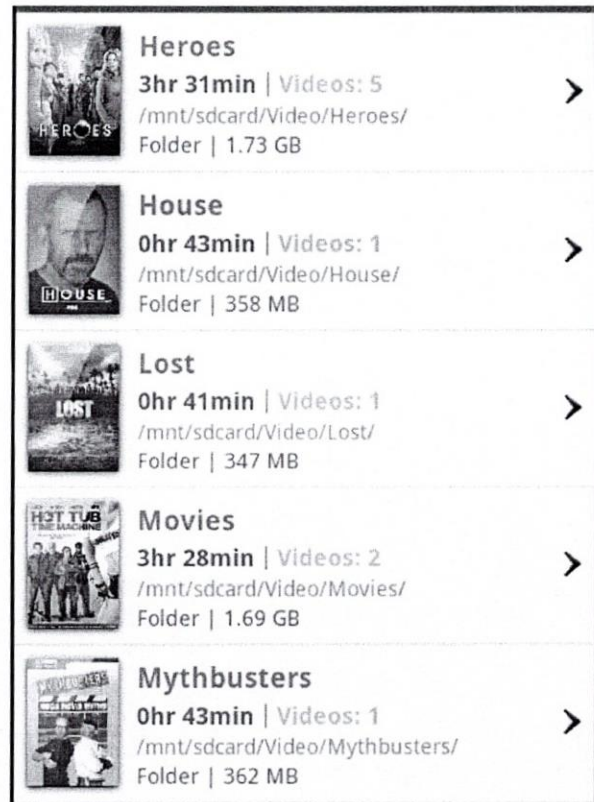 HEROES
Heroes
3hr 31min | Videos: 5
/mnt/sdcard/Video/Heroes/
Folder | 1.73 GB
HOUSE
House
0hr 43min | Videos: 1
/mnt/sdcard/Video/House/
Folder | 358 MB
LOST
Lost
0hr 41min | Videos: 1
/mnt/sdcard/Video/Lost/
Folder | 347 MB
HOT TUB
TIME MACHINE
Movies
3hr 28min | Videos: 2
/mnt/sdcard/Video/Movies/
Folder | 1.69 GB
MYTHBUSTERS
Mythbusters
0hr 43min | Videos: 1
/mnt/sdcard/Video/Mythbusters/
Folder | 362 MB